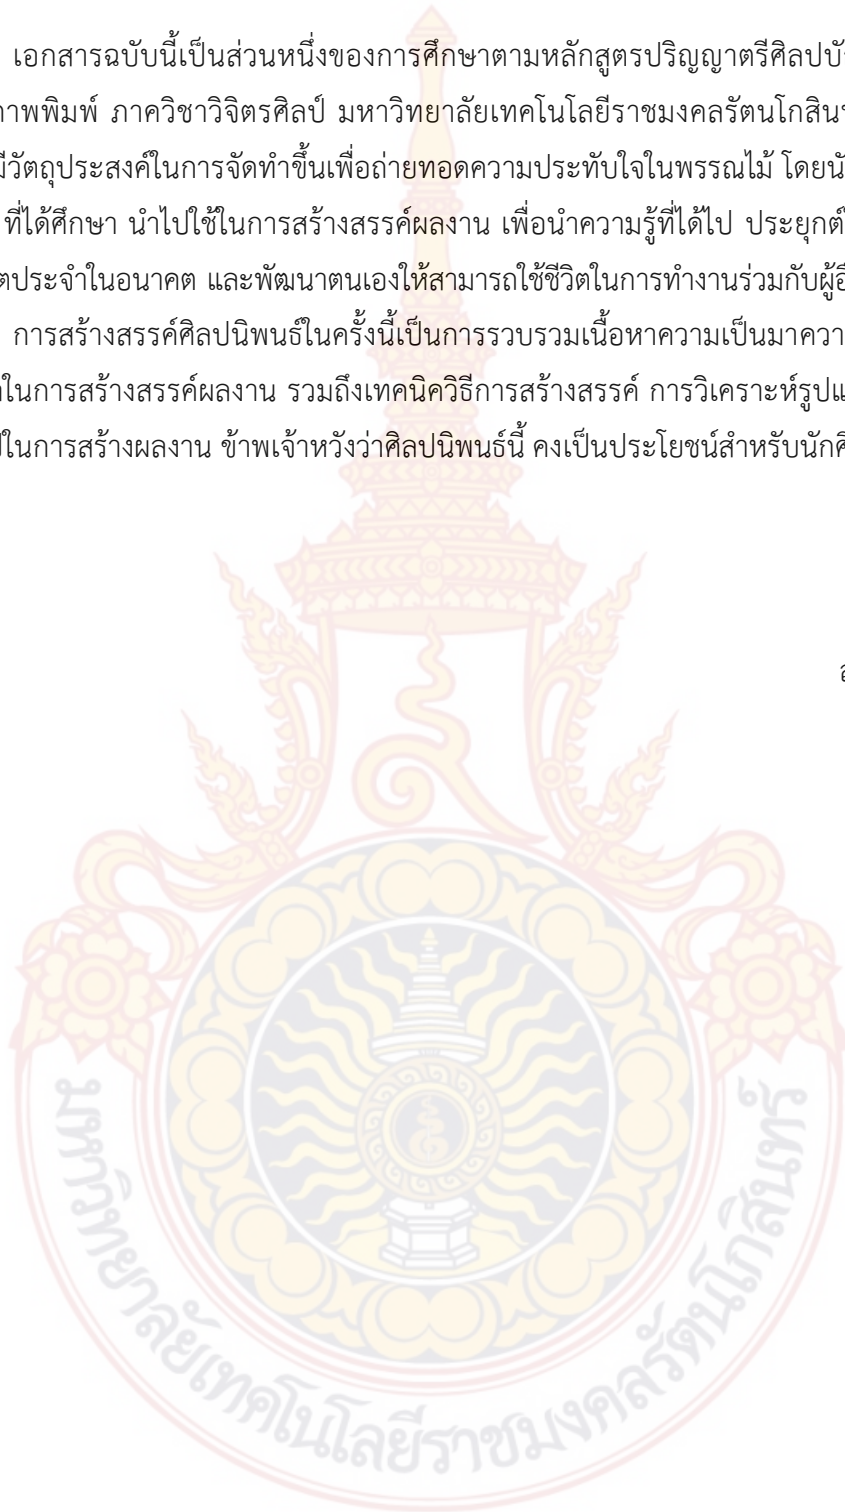 เอกสารฉบับนี้เป็นส่วนหนึ่งของการศึกษาตามหลักสูตรปริญญาตรีศิลปบั
ภาพพิมพ์ ภาควิชาวิจิตรศิลป์ มหาวิทยาลัยเทคโนโลยีราชมงคลรัตนโกสิน
มีวัตถุประสงค์ในการจัดทำขึ้นเพื่อถ่ายทอดความประทับใจในพรรณไม้ โดยนั
ที่ได้ศึกษา นำไปใช้ในการสร้างสรรค์ผลงาน เพื่อนำความรู้ที่ได้ไป ประยุกต์
ตประจำในอนาคต และพัฒนาตนเองให้สามารถใช้ชีวิตในการทำงานร่วมกับผู้อื
การสร้างสรรค์ศิลปนิพนธ์ในครั้งนี้เป็นการรวบรวมเนื้อหาความเป็นมาควา
ในการสร้างสรรค์ผลงาน รวมถึงเทคนิควิธีการสร้างสรรค์ การวิเคราะห์รูปแ
ในการสร้างผลงาน ข้าพเจ้าหวังว่าศิลปนิพนธ์นี้ คงเป็นประโยชน์สำหรับนักศึ
มหาวิทยาลัยเทคโนโลยีราชมงคลรัตนโกสินทร์